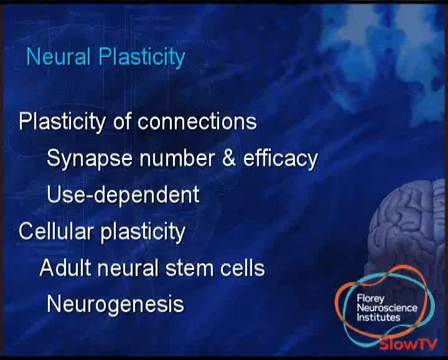 Neural Plasticity
Plasticity of connections
Synapse number & efficacy
Use-dependent
Cellular plasticity
Adult neural stem cells
Neurogenesis
Florey
Neuroscience
Institutes
SlowTV